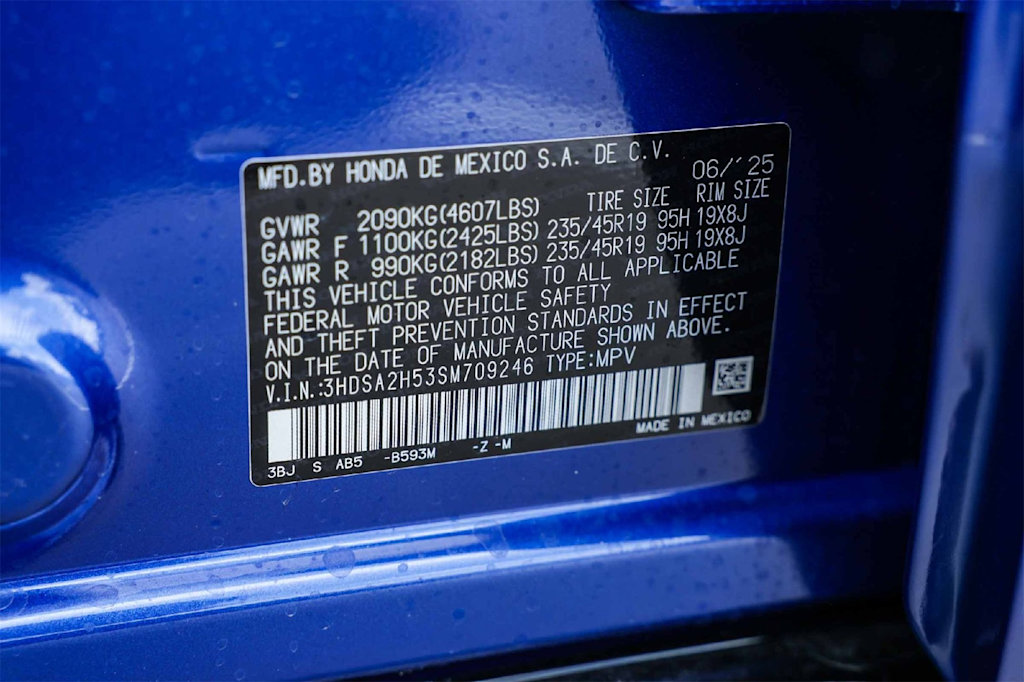 MFD.BY HONDA DE MEXICO S.A. DE C.V.
06/´25
TIRE SIZE RIM SIZE
GVWR 2090KG(4607LBS)
GAWR F 1100KG(2425LBS) 235/45R19 95H 19X8J
GAWR R 990KG(2182LBS) 235/45R19 95H 19X8J
THIS VEHICLE CONFORMS TO ALL APPLICABLE
FEDERAL MOTOR VEHICLE SAFETY
AND THEFT PREVENTION STANDARDS IN EFFECT
ON THE DATE OF MANUFACTURE SHOWN ABOVE.
V.I.N.:3HDSA2H53SM709246 TYPE:MPV
MADE IN MEXICO
3BJ S AB5 -B593M -Z -M